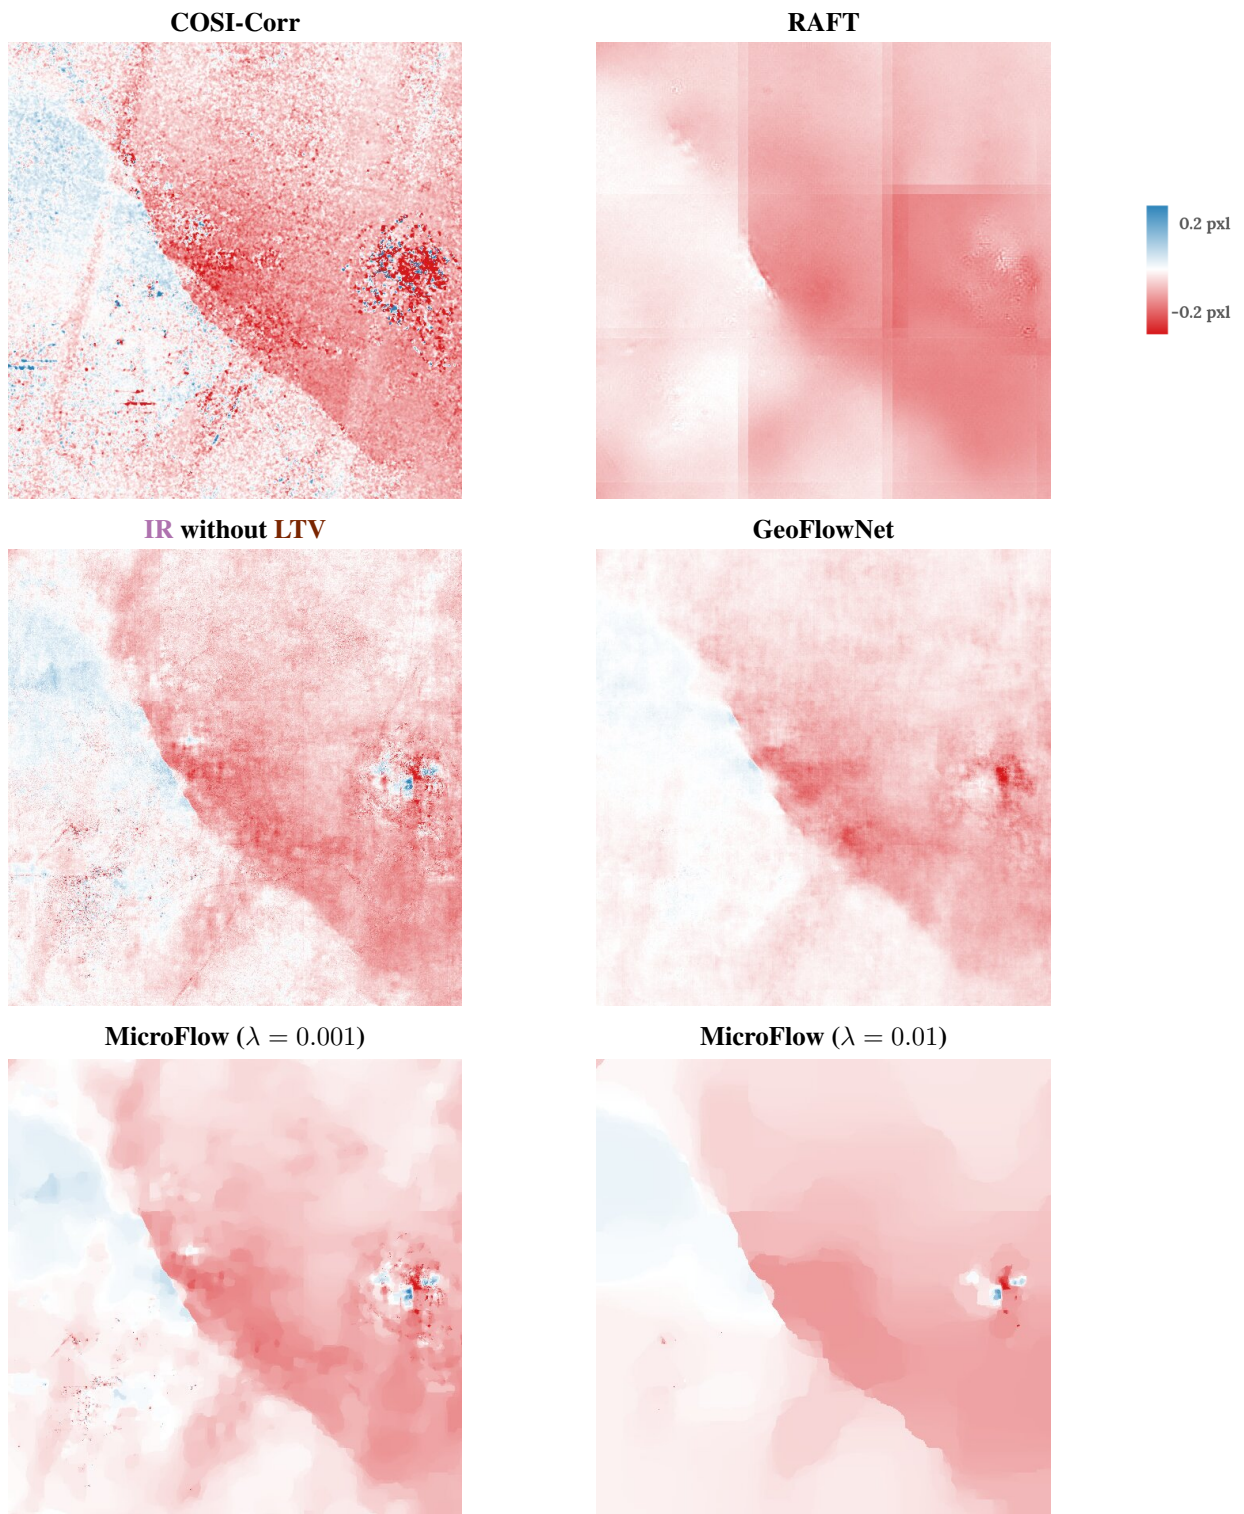 COSI-Corr
RAFT
0.2 pxl
-0.2 pxl
IR without LTV
GeoFlowNet
MicroFlow (λ = 0.001)
MicroFlow (λ = 0.01)